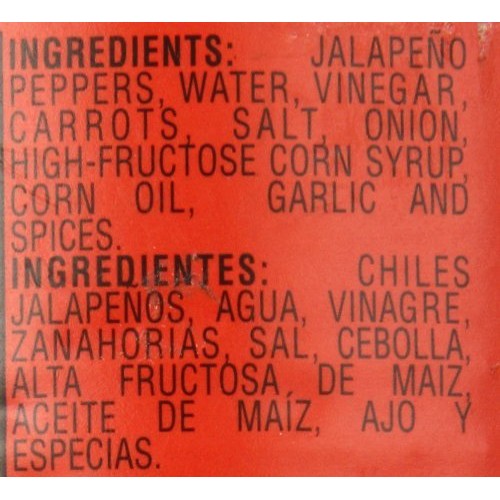 INGREDIENTS: JALAPEÑO
PEPPERS, WATER, VINEGAR,
CARROTS, SALT, ONION,
HIGH-FRUCTOSE CORN SYRUP,
CORN OIL, GARLIC AND
SPICES.
INGREDIENTES: CHILES
JALAPEÑOS, AGUA, VINAGRE,
ZANAHORIAS, SAL, CEBOLLA,
ALTA FRUCTOSA DE MAIZ,
ACEITE DE MAÍZ, AJO Y
ESPECIAS.